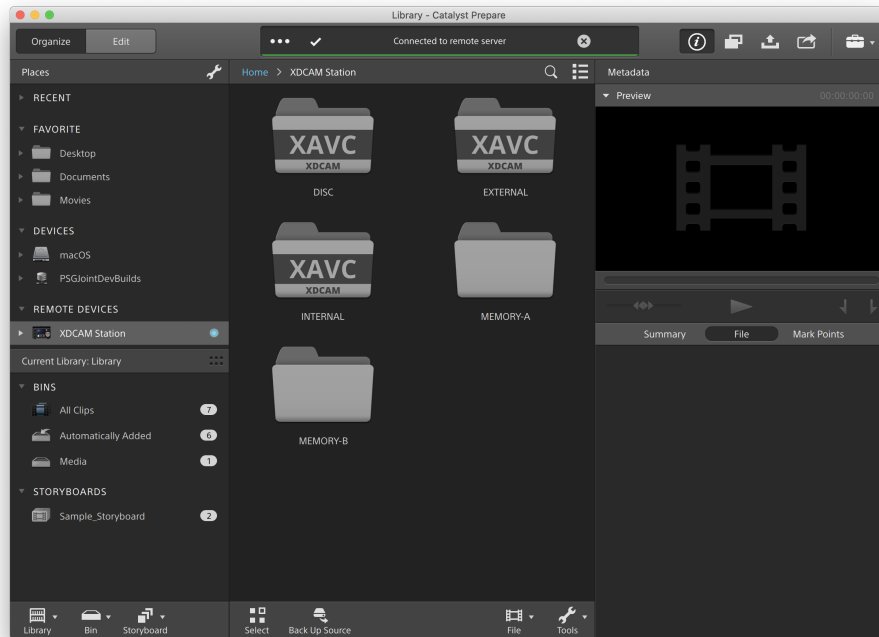 Library - Catalyst Prepare
Organize
Edit
Connected to remote server
Places
Home > XDCAM Station
Metadata
RECENT
FAVORITE
Desktop
Documents
Movies
DEVICES
macOS
PSGJointDevBuilds
REMOTE DEVICES
XDCAM Station
Current Library: Library
BINS
All Clips 7
Automatically Added 6
Media 1
STORYBOARDS
Sample_Storyboard 2
XAVC
XDCAM
DISC
XAVC
XDCAM
EXTERNAL
XAVC
XDCAM
INTERNAL
MEMORY-A
MEMORY-B
Preview 00:00:00:00
Summary
File
Mark Points
Library
Bin
Storyboard
Select
Back Up Source
File
Tools